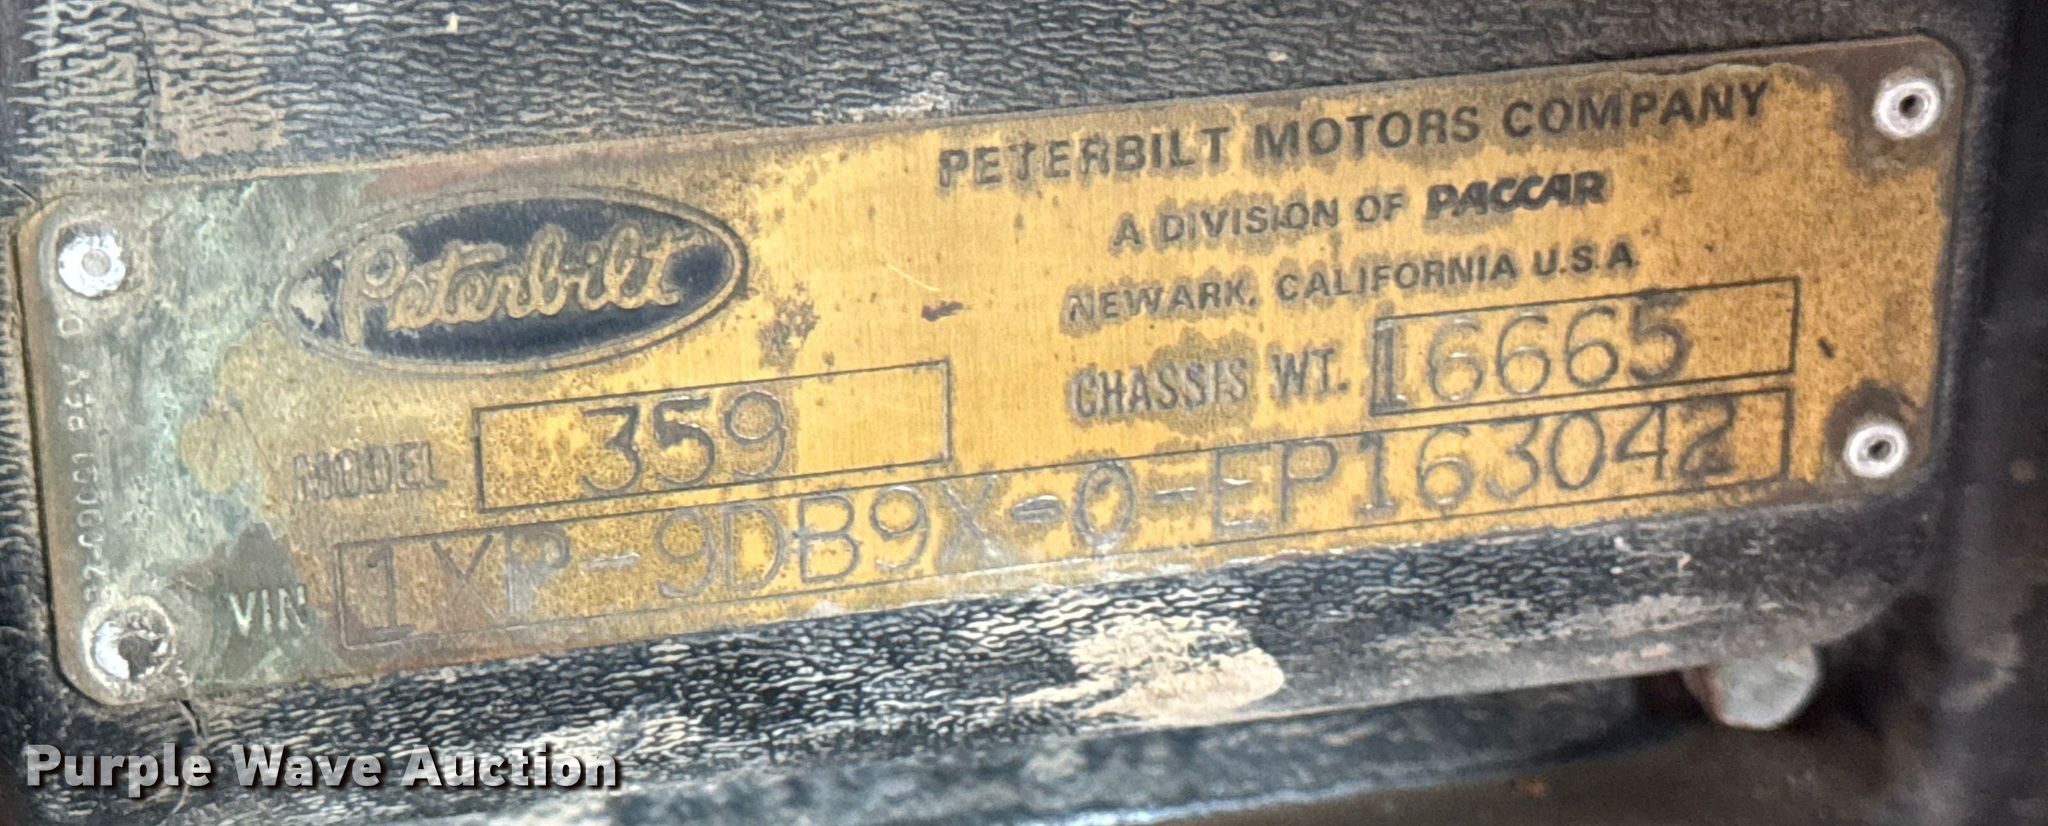 PETERBILT MOTORS COMPANY
A DIVISION OF PACCAR
NEWARK, CALIFORNIA U.S.A.
Peterbilt
CHASSIS WT. 16665
MODEL 359
VIN 1XP-9DB9X-0-EP163042
Purple Wave Auction